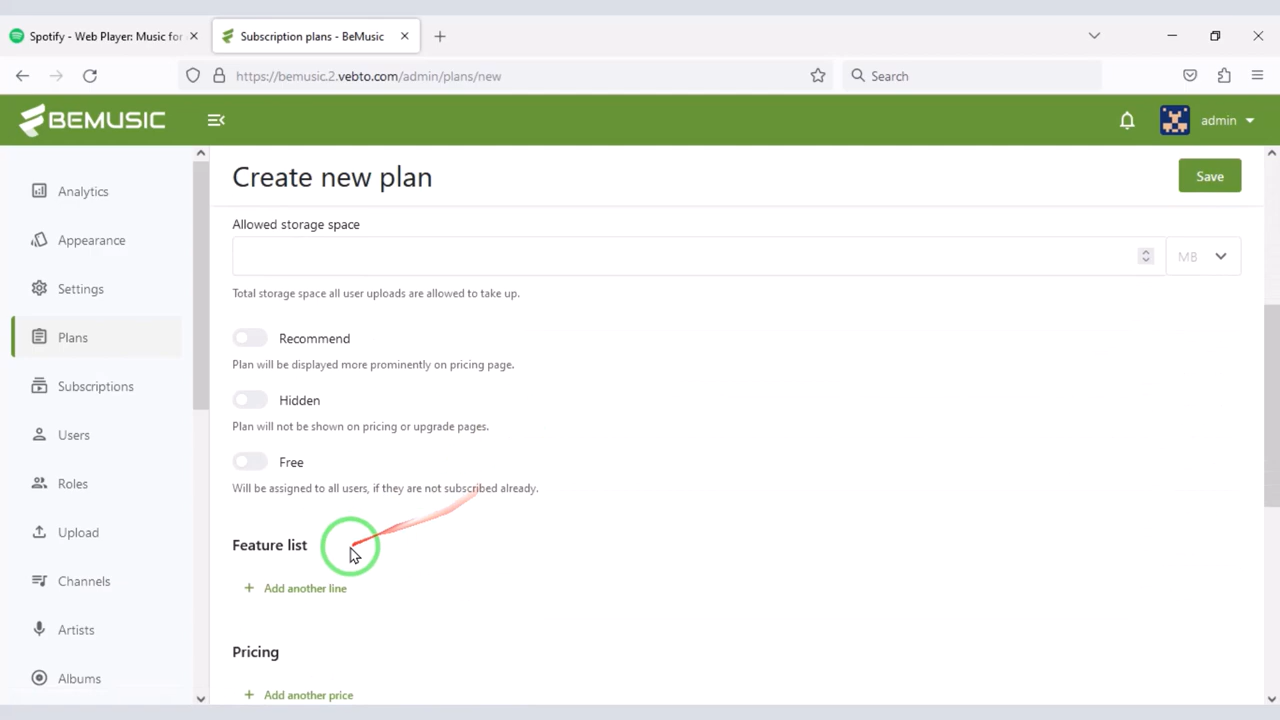 Spotify - Web Player: Music for
Subscription plans - BeMusic
https://bemusic.2.vebto.com/admin/plans/new
Search
BEMUSIC
admin
Analytics
Appearance
Settings
Plans
Subscriptions
Users
Roles
Upload
Channels
Artists
Albums
Create new plan
Save
Allowed storage space
MB
Total storage space all user uploads are allowed to take up.
Recommend
Plan will be displayed more prominently on pricing page.
Hidden
Plan will not be shown on pricing or upgrade pages.
Free
Will be assigned to all users, if they are not subscribed already.
Feature list
+ Add another line
Pricing
+ Add another price